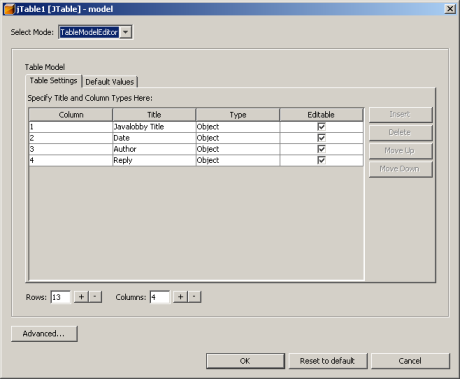 jTable1 [JTable] - model
Select Mode: TableModelEditor
Table Model
Table Settings Default Values
Specify Title and Column Types Here:
Column Title Type Editable
1 Javalobby Title Object
2 Date Object
3 Author Object
4 Reply Object
Insert
Delete
Move Up
Move Down
Rows: 13 + - Columns: 4 + -
Advanced...
OK Reset to default Cancel